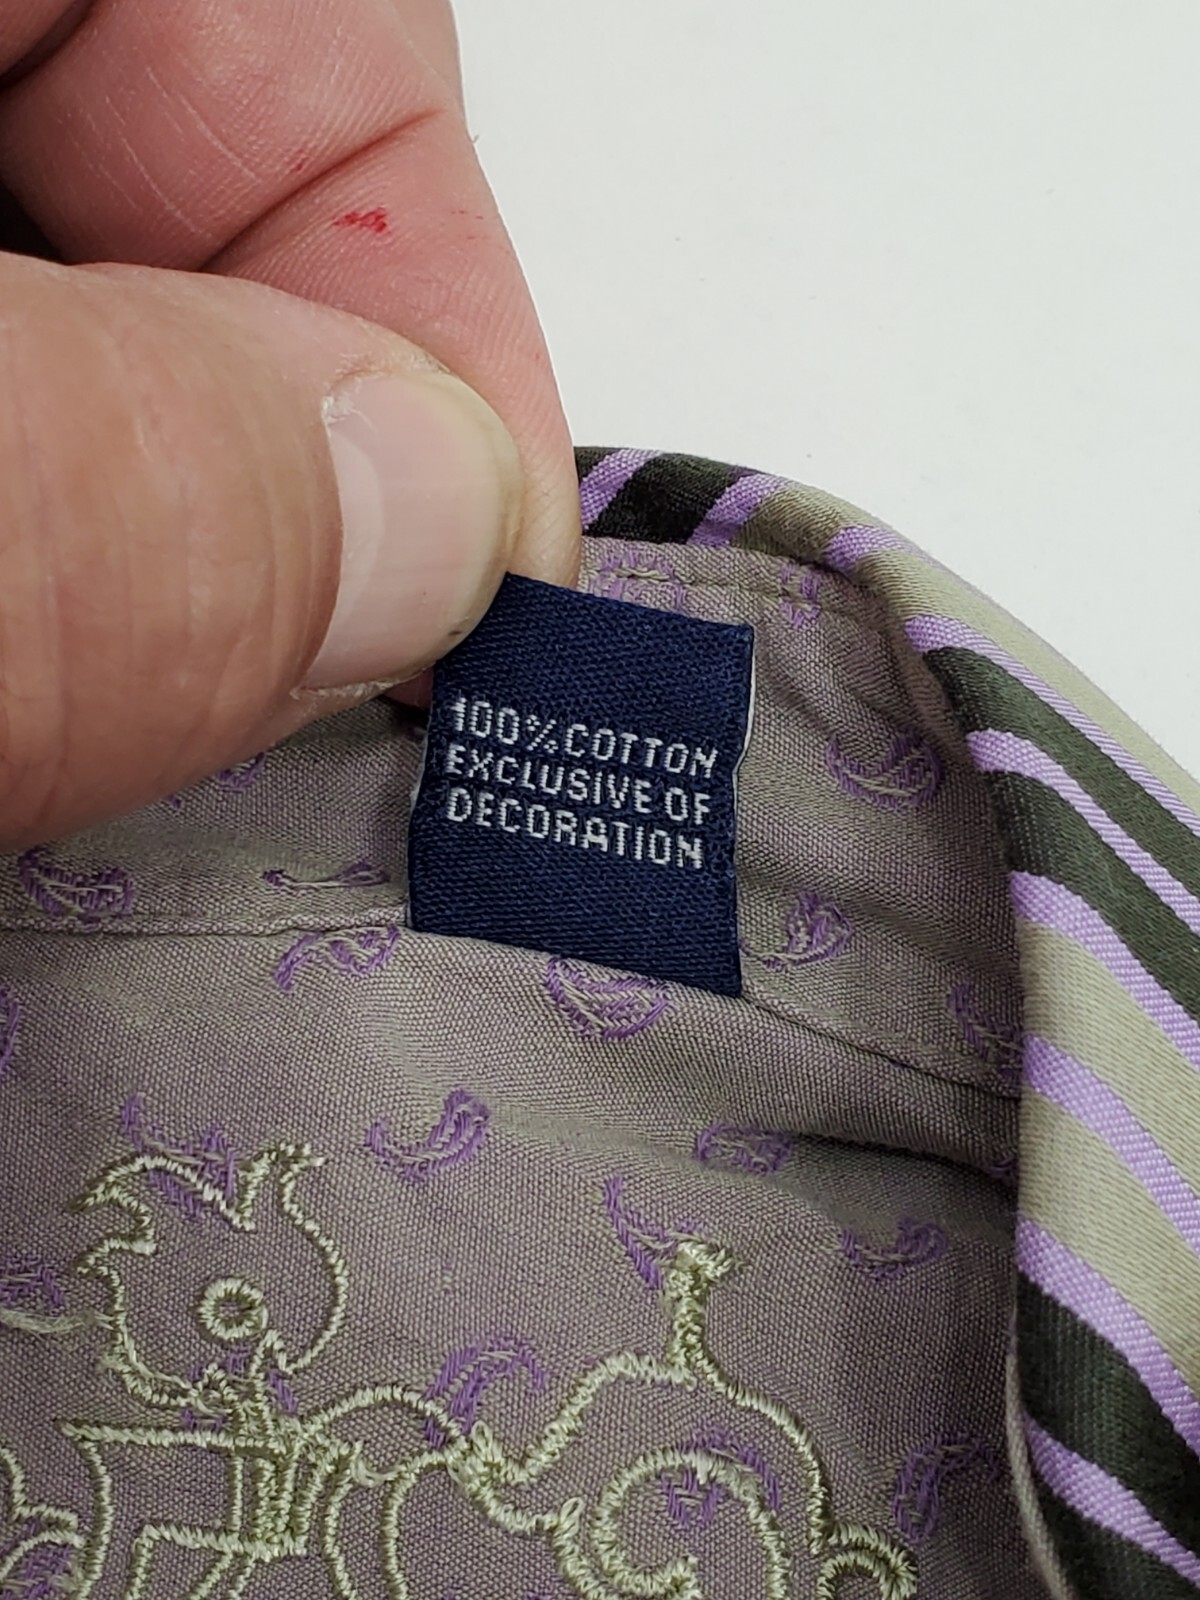 100% COTTON
EXCLUSIVE OF
DECORATION